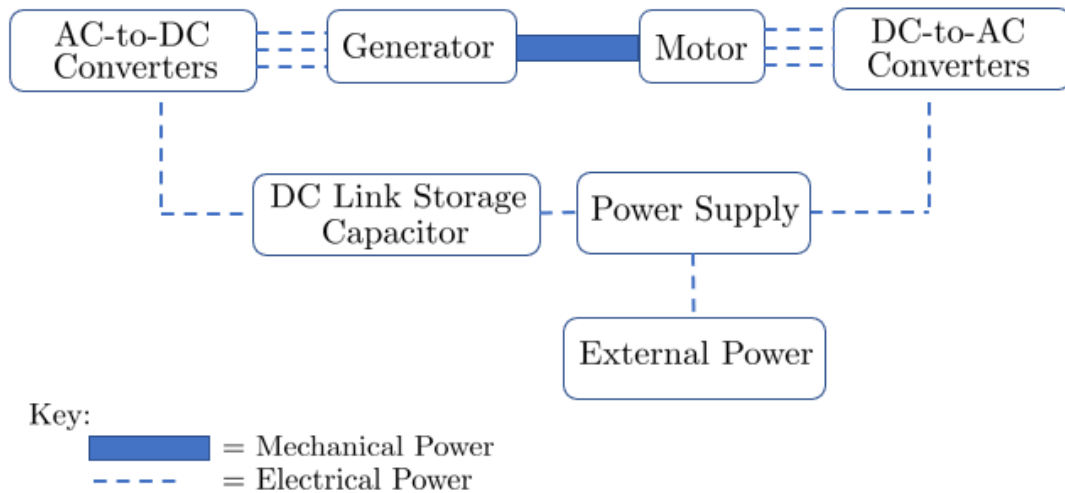 AC-to-DC
Converters
Generator
Motor
DC-to-AC
Converters
DC Link Storage
Capacitor
Power Supply
External Power
Key:
= Mechanical Power
= Electrical Power